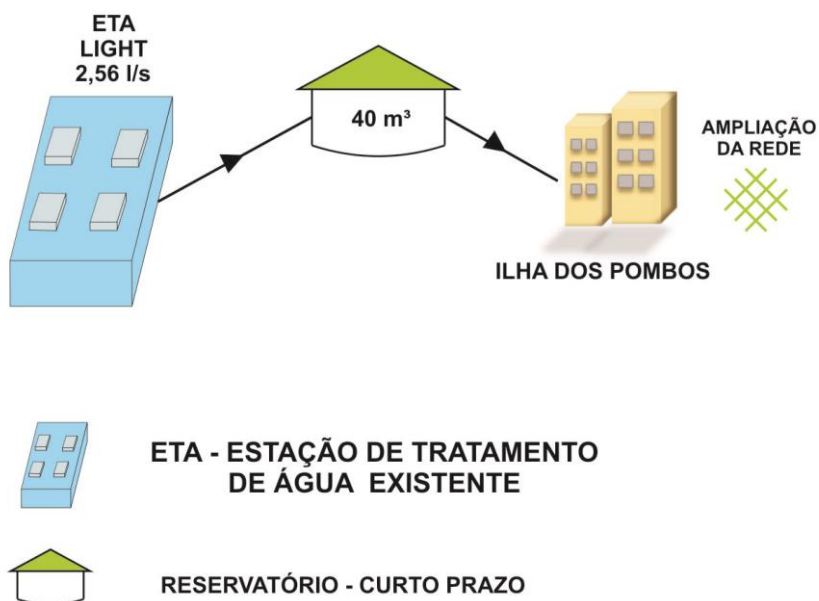 ETA
LIGHT
2,56 l/s
40 m³
AMPLIAÇÃO
DA REDE
ILHA DOS POMBOS
ETA - ESTAÇÃO DE TRATAMENTO
DE ÁGUA EXISTENTE
RESERVATÓRIO - CURTO PRAZO